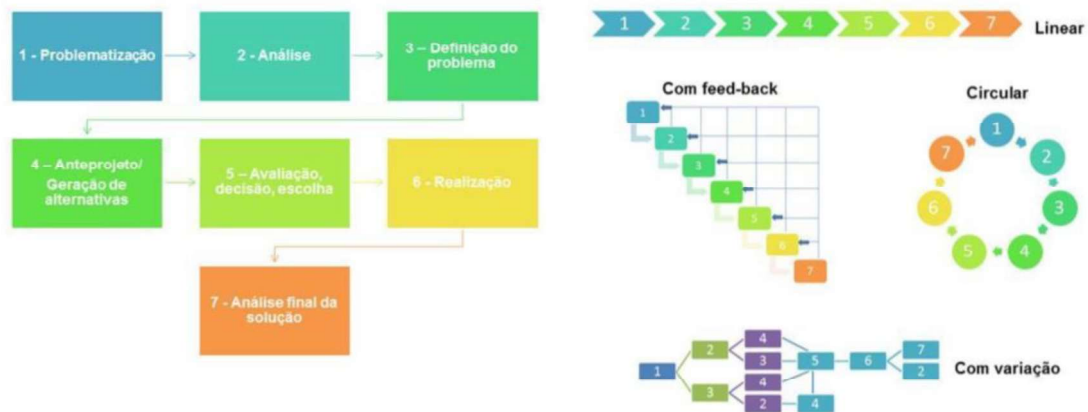 1 - Problematização
2 - Análise
3 – Definição do
problema
4 – Anteprojeto/
Geração de
alternativas
5 – Avaliação,
decisão, escolha
6 - Realização
7 - Análise final da
solução
1 2 3 4 5 6 7
Linear
Com feed-back
1
2
3
4
5
6
7
Circular
1
2
3
4
5
6
7
4
2
3
7
1
5
6
2
3
4
2
4
Com variação